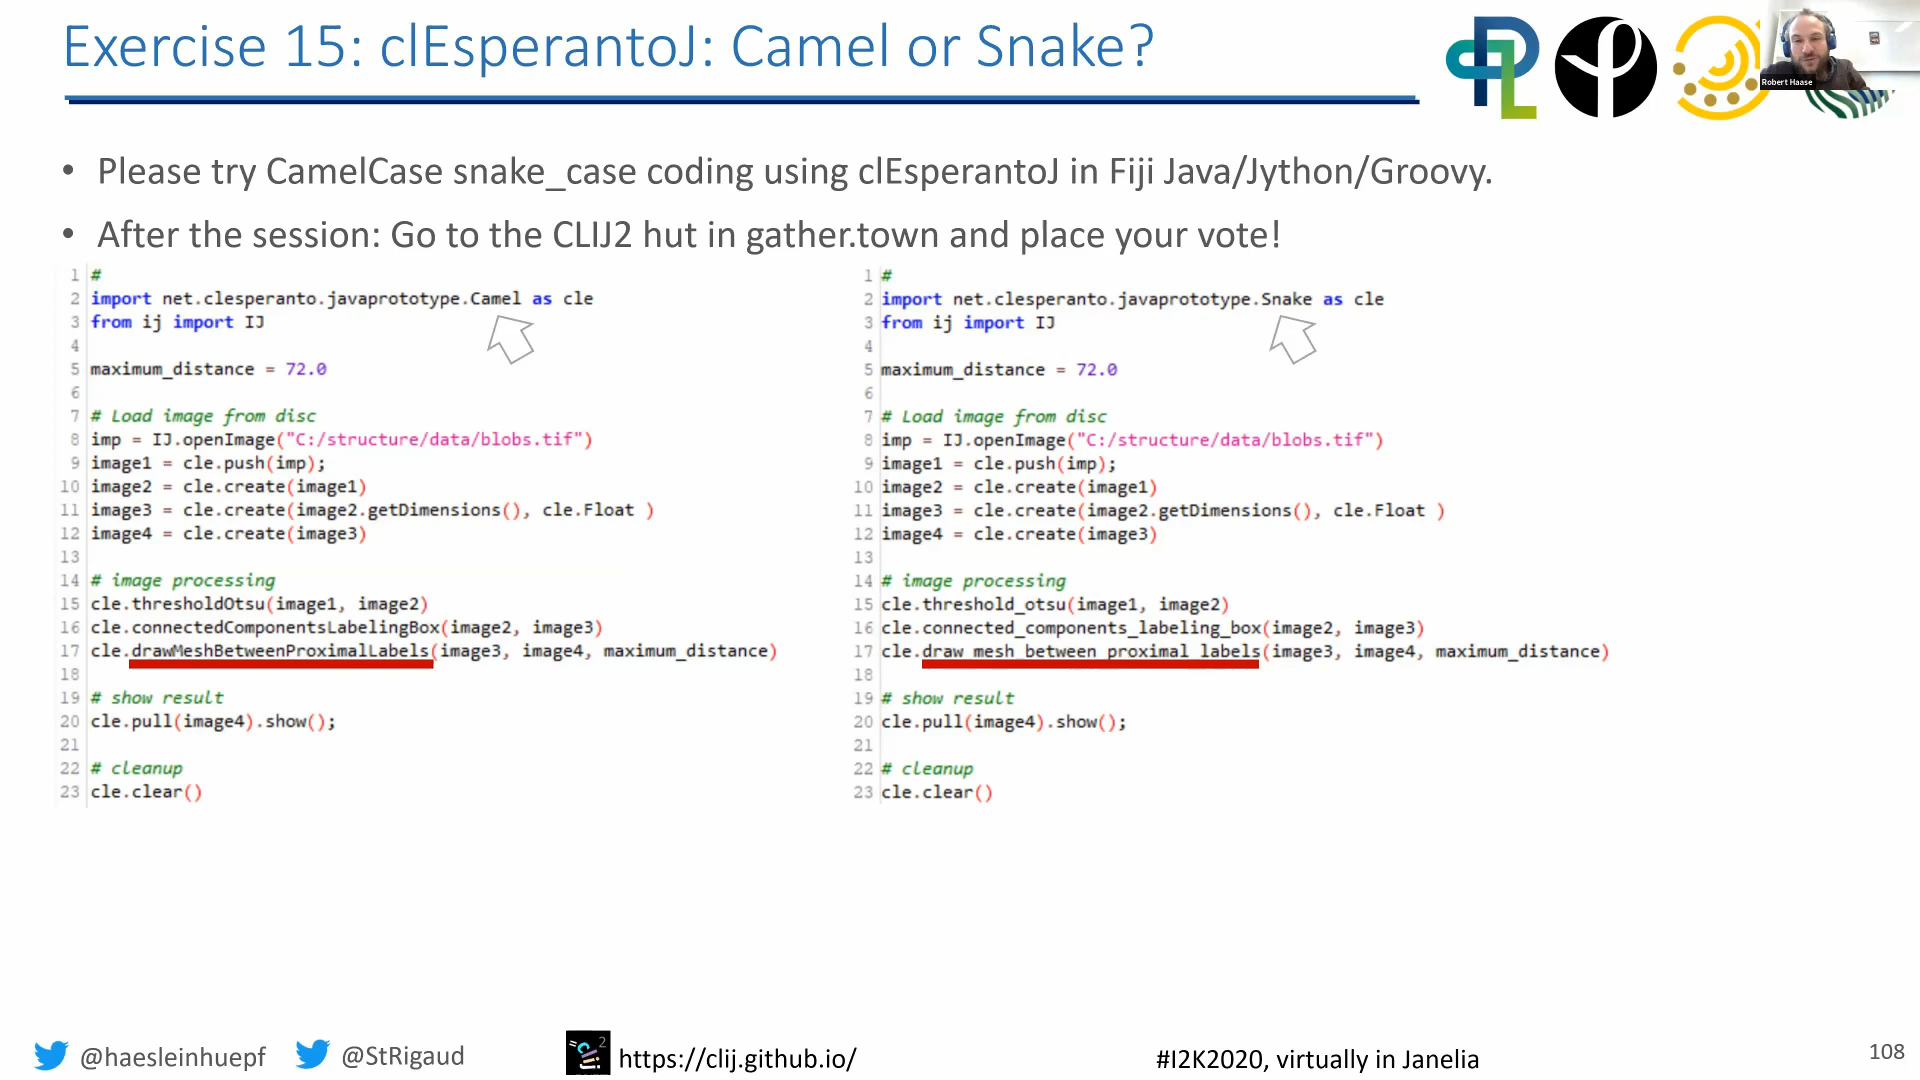 Exercise 15: clEsperantoJ: Camel or Snake?
Robert Haase
• Please try CamelCase snake_case coding using clEsperantoJ in Fiji Java/Jython/Groovy.
• After the session: Go to the CLIJ2 hut in gather.town and place your vote!
1 #
2 import net.clesperanto.javaprototype.Camel as cle
3 from ij import IJ
4
5 maximum_distance = 72.0
6
7 # Load image from disc
8 imp = IJ.openImage("C:/structure/data/blobs.tif")
9 image1 = cle.push(imp);
10 image2 = cle.create(image1)
11 image3 = cle.create(image2.getDimensions(), cle.Float )
12 image4 = cle.create(image3)
13
14 # image processing
15 cle.thresholdOtsu(image1, image2)
16 cle.connectedComponentsLabelingBox(image2, image3)
17 cle.drawMeshBetweenProximalLabels(image3, image4, maximum_distance)
18
19 # show result
20 cle.pull(image4).show();
21
22 # cleanup
23 cle.clear()
1 #
2 import net.clesperanto.javaprototype.Snake as cle
3 from ij import IJ
4
5 maximum_distance = 72.0
6
7 # Load image from disc
8 imp = IJ.openImage("C:/structure/data/blobs.tif")
9 image1 = cle.push(imp);
10 image2 = cle.create(image1)
11 image3 = cle.create(image2.getDimensions(), cle.Float )
12 image4 = cle.create(image3)
13
14 # image processing
15 cle.threshold_otsu(image1, image2)
16 cle.connected_components_labeling_box(image2, image3)
17 cle.draw_mesh_between_proximal_labels(image3, image4, maximum_distance)
18
19 # show result
20 cle.pull(image4).show();
21
22 # cleanup
23 cle.clear()
@haesleinhuepf @StRigaud https://clij.github.io/ #I2K2020, virtually in Janelia 108